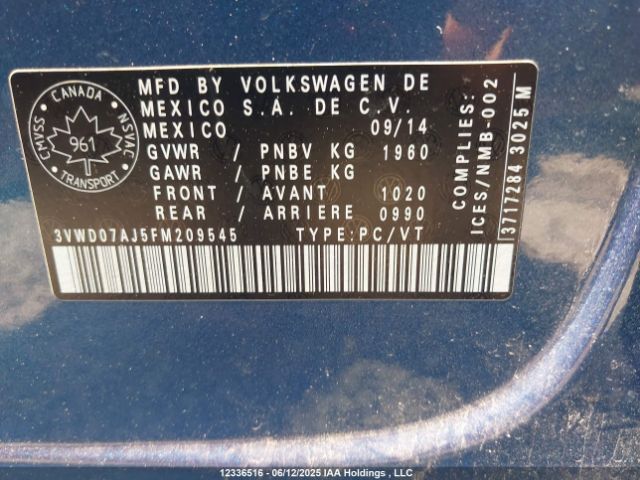 MFD BY VOLKSWAGEN DE
MEXICO S.A. DE C.V.
MEXICO 09/14
GVWR / PNBV KG 1960
GAWR / PNBE KG
FRONT / AVANT 1020
REAR / ARRIÈRE 0990
3VWD07AJ5FM209545 TYPE:PC/VT
CANADA
CMVSS
NSVAC
961
TRANSPORT
COMPLIES:
ICES/NMB-002
3717284 3025 M
12336516 - 06/12/2025 IAA Holdings , LLC